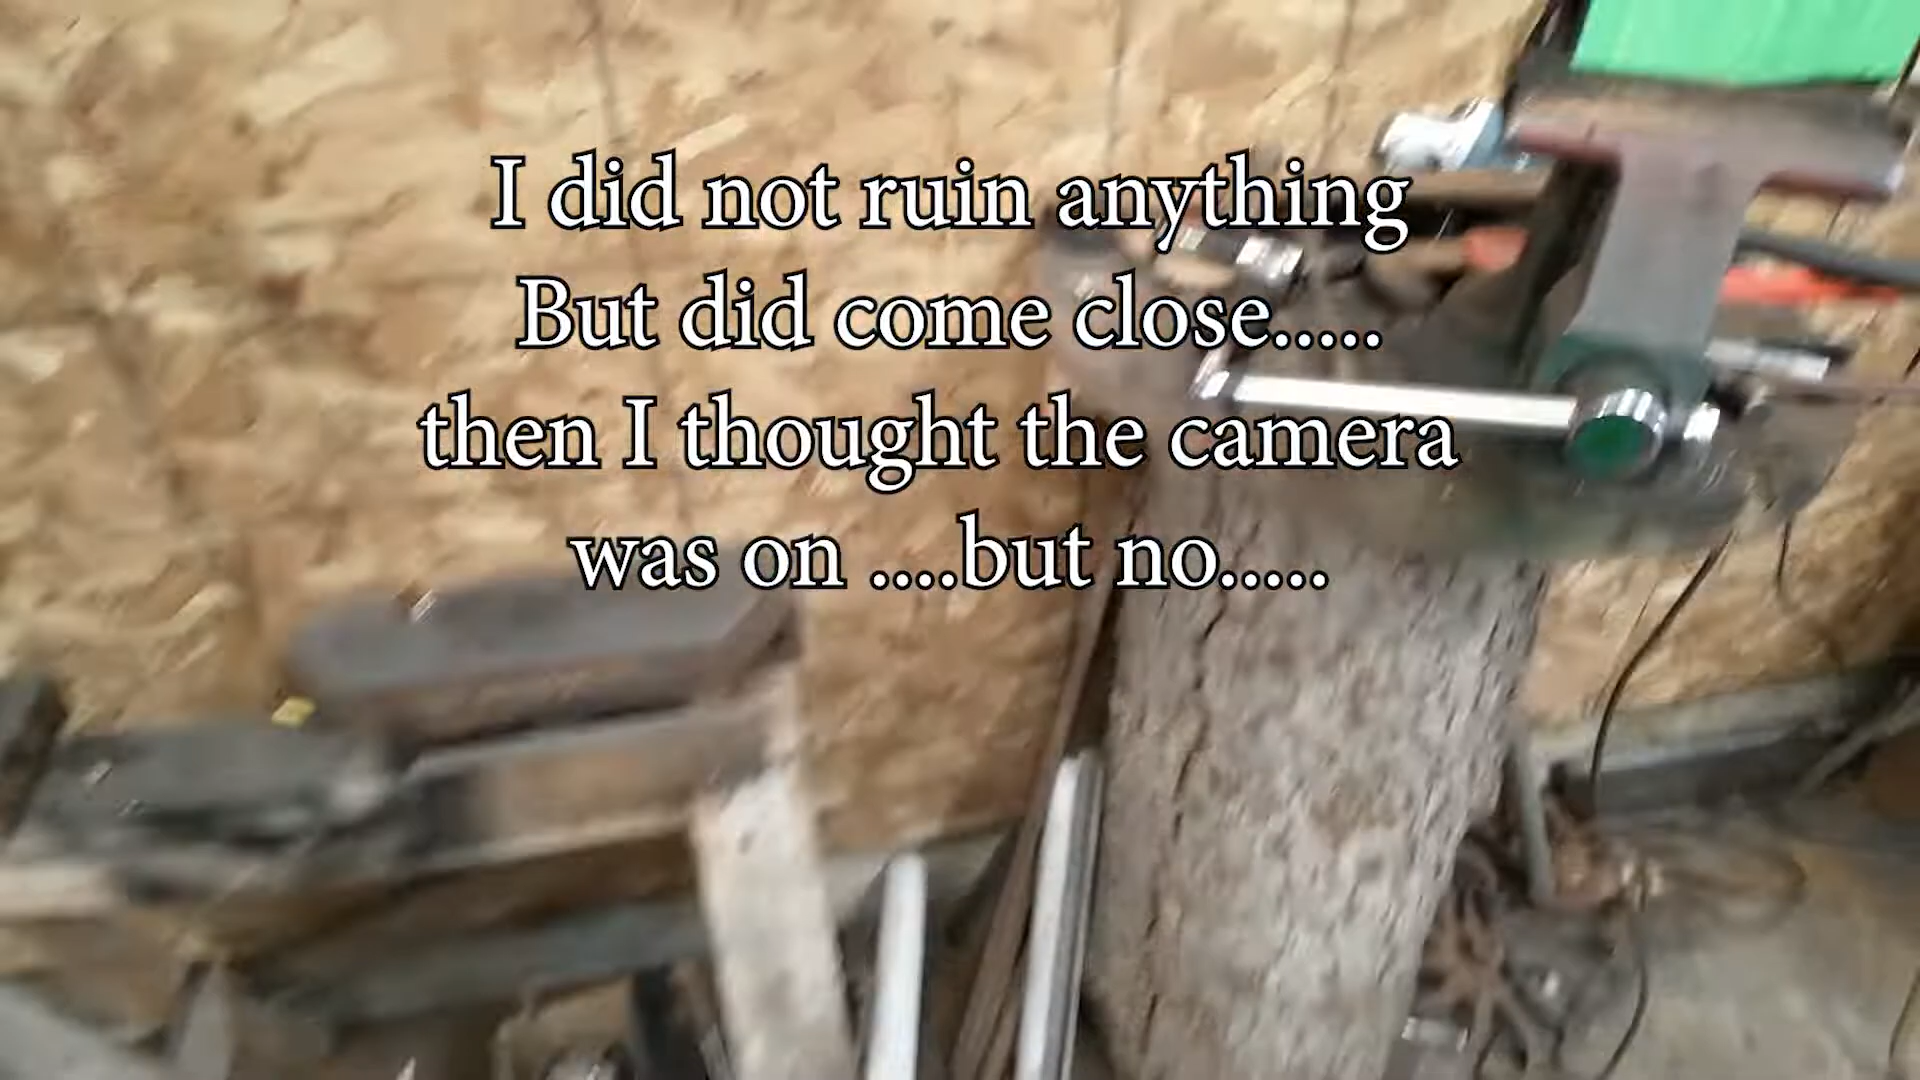 I did not ruin anything
But did come close.....
then I thought the camera
was on ....but no.....